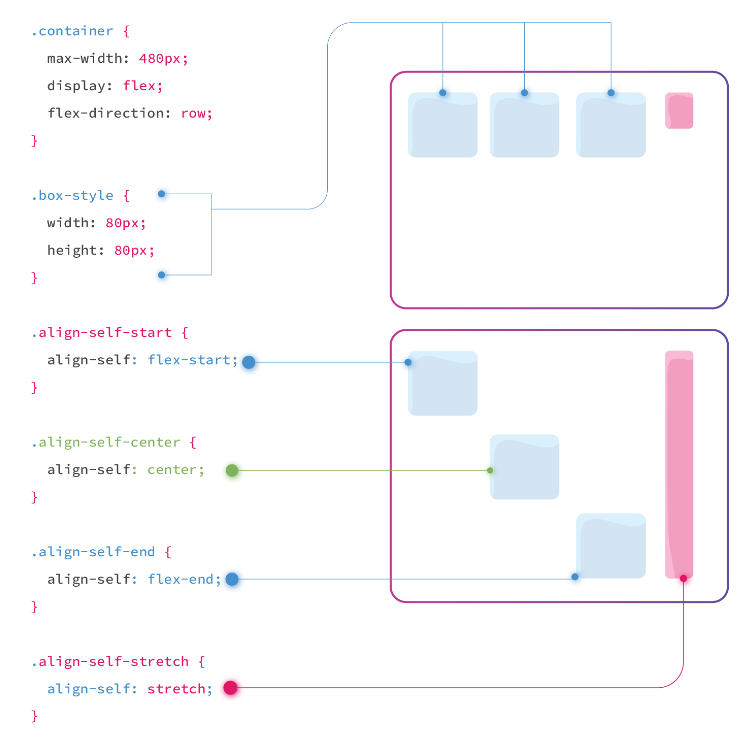 .container {
max-width: 480px;
display: flex;
flex-direction: row;
}
.box-style {
width: 80px;
height: 80px;
}
.align-self-start {
align-self: flex-start;
}
.align-self-center {
align-self: center;
}
.align-self-end {
align-self: flex-end;
}
.align-self-stretch {
align-self: stretch;
}